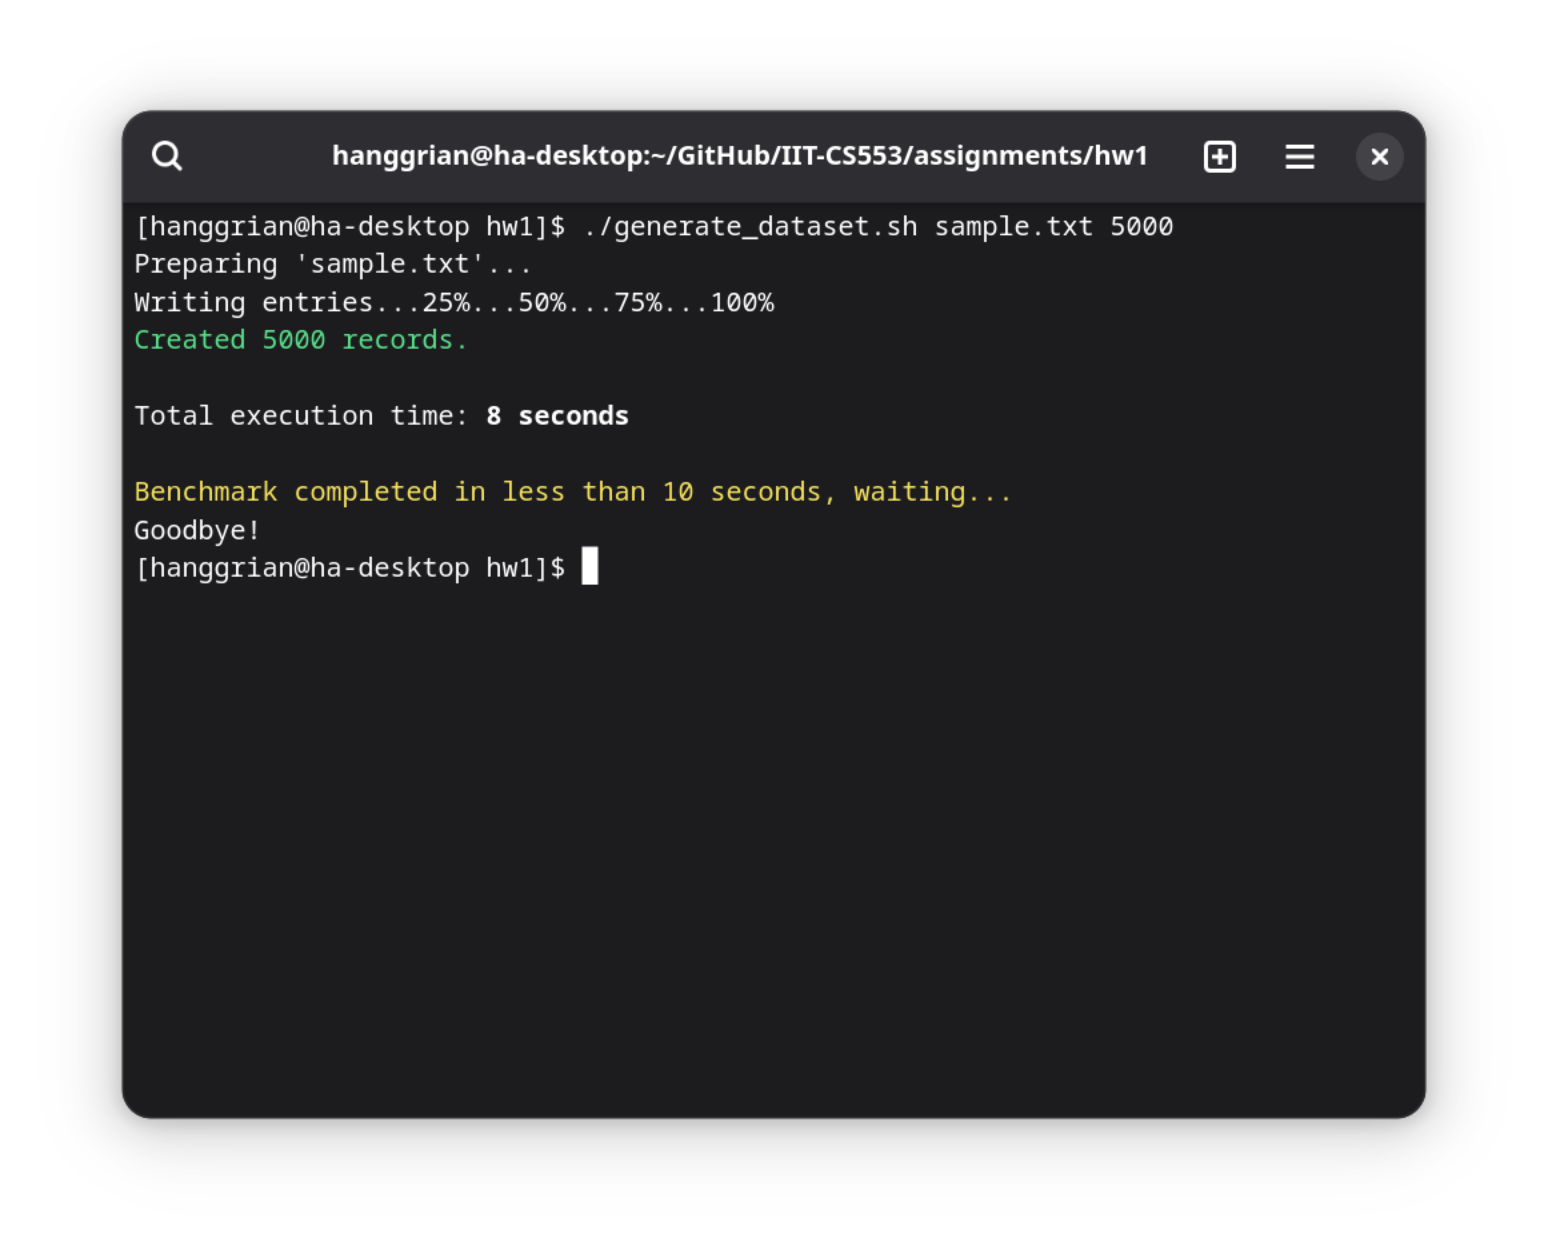 hanggrian@ha-desktop:~/GitHub/IIT-CS553/assignments/hw1
[hanggrian@ha-desktop hw1]$ ./generate_dataset.sh sample.txt 5000
Preparing 'sample.txt'...
Writing entries...25%...50%...75%...100%
Created 5000 records.
Total execution time: 8 seconds
Benchmark completed in less than 10 seconds, waiting...
Goodbye!
[hanggrian@ha-desktop hw1]$